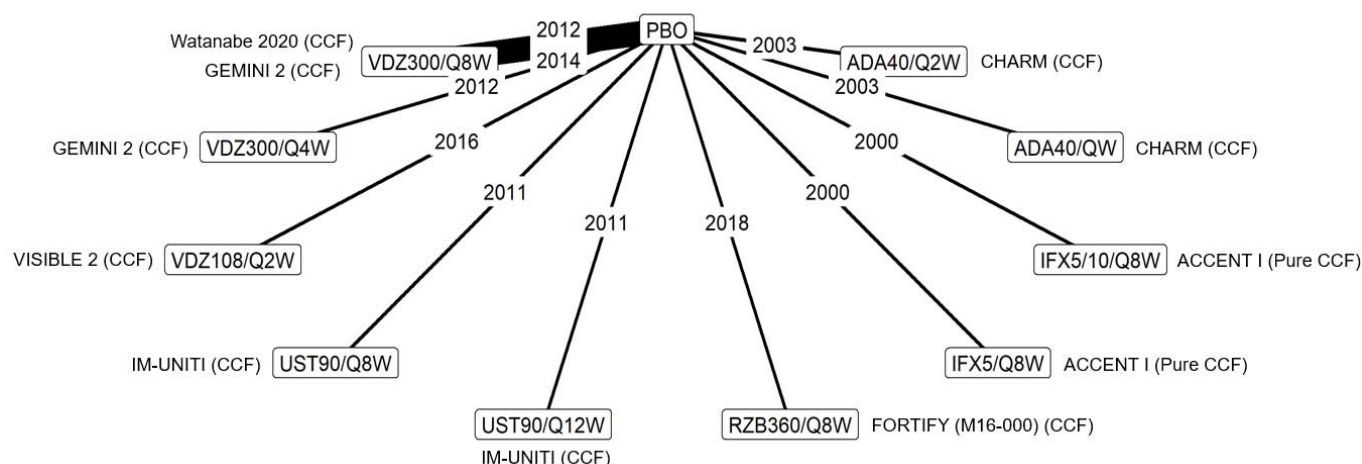 2012
PBO
Watanabe 2020 (CCF)
2003
VDZ300/Q8W
2014
ADA40/Q2W
CHARM (CCF)
GEMINI 2 (CCF)
2012
2003
GEMINI 2 (CCF)
VDZ300/Q4W
2016
2000
ADA40/QW
CHARM (CCF)
2011
2000
2011
2018
VISIBLE 2 (CCF)
VDZ108/Q2W
IFX5/10/Q8W
ACCENT I (Pure CCF)
IM-UNITI (CCF)
UST90/Q8W
IFX5/Q8W
ACCENT I (Pure CCF)
UST90/Q12W
RZB360/Q8W
FORTIFY (M16-000) (CCF)
IM-UNITI (CCF)